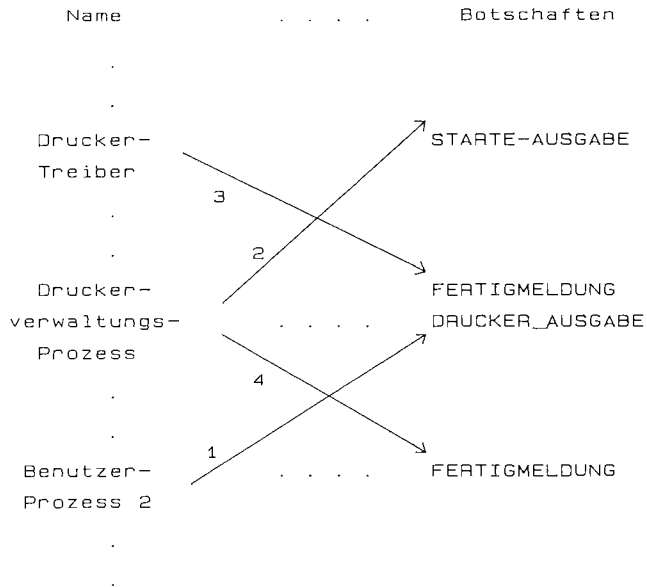 Name . . . . Botschaften
.
.
Drucker- STARTE-AUSGABE
Treiber
3
.
.
2
Drucker- FERTIGMELDUNG
verwaltungs- . . . . DRUCKER_AUSGABE
Prozess
4
.
.
1
Benutzer- . . . . FERTIGMELDUNG
Prozess 2
.
.